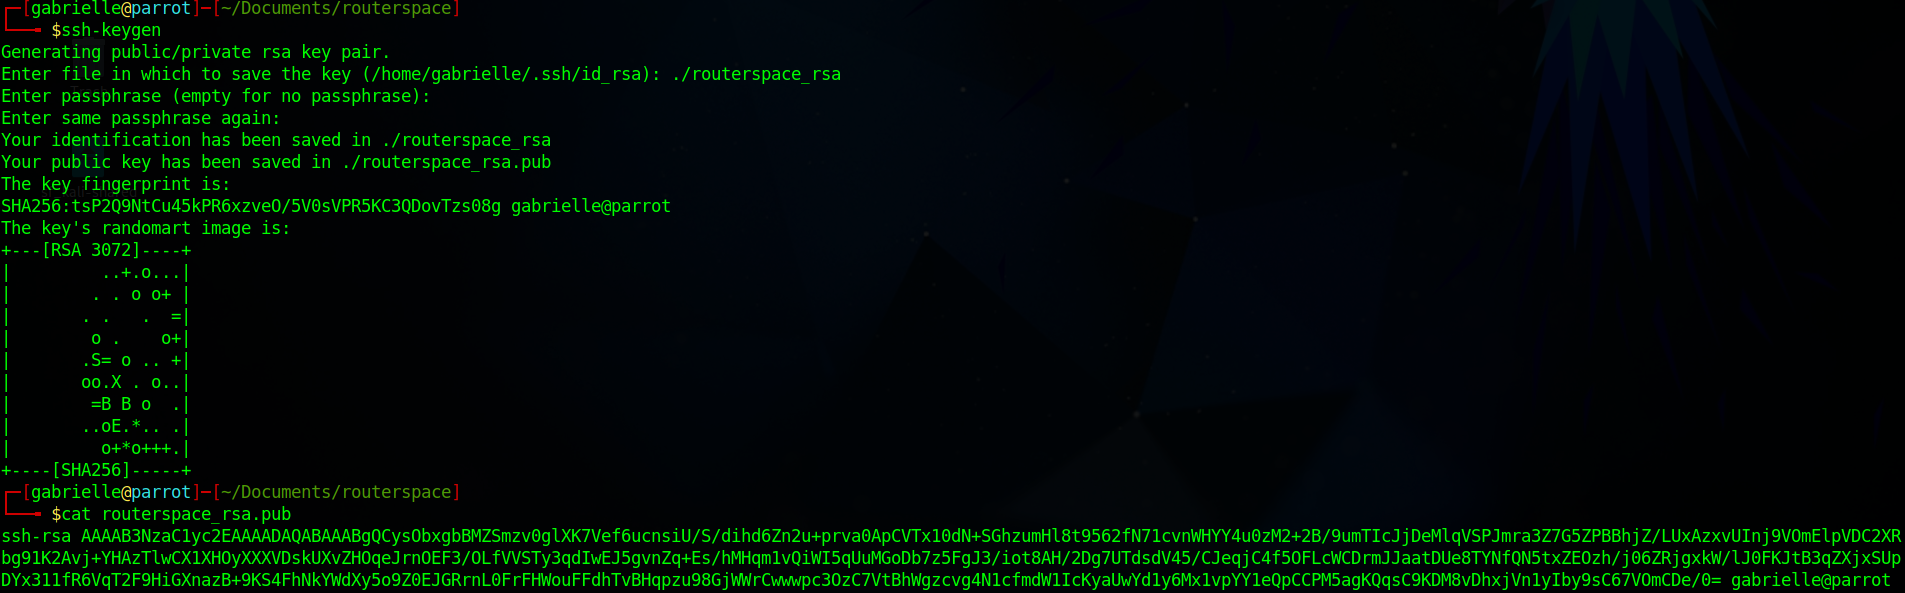 ┌─[gabrielle@parrot]─[~/Documents/routerspace]
└──╼ $ssh-keygen
Generating public/private rsa key pair.
Enter file in which to save the key (/home/gabrielle/.ssh/id_rsa): ./routerspace_rsa
Enter passphrase (empty for no passphrase):
Enter same passphrase again:
Your identification has been saved in ./routerspace_rsa
Your public key has been saved in ./routerspace_rsa.pub
The key fingerprint is:
SHA256:tsP2Q9NtCu45kPR6xzveO/5V0sVPR5KC3QDovTzs08g gabrielle@parrot
The key's randomart image is:
+---[RSA 3072]----+
|         ..+.o...|
|        . . o o+ |
|       . .   .  =|
|        o .    o+|
|       .S= o .. +|
|       oo.X . o..|
|        =B B o  .|
|       ..oE.*.. .|
|         o+*o+++.|
+----[SHA256]-----+
┌─[gabrielle@parrot]─[~/Documents/routerspace]
└──╼ $cat routerspace_rsa.pub
ssh-rsa AAAAB3NzaC1yc2EAAAADAQABAAABgQCysObxgbBMZSmzv0glXK7Vef6ucnsiU/S/dihd6Zn2u+prva0ApCVTx10dN+SGhzumHl8t9562fN71cvnWHYY4u0zM2+2B/9umTIcJjDeMlqVSPJmra3Z7G5ZPBBhjZ/LUxAzxvUInj9VOmElpVDC2XR
bg91K2Avj+YHAzTlwCX1XHOyXXXVDskUXvZHOqeJrnOEF3/OLfVVSTy3qdIwEJ5gvnZq+Es/hMHqm1vQiWI5qUuMGoDb7z5FgJ3/iot8AH/2Dg7UTdsdV45/CJeqjC4f5OFLcWCDrmJJaatDUe8TYNfQN5txZEOzh/j06ZRjgxkW/lJ0FKJtB3qZXjxSUp
DYx311fR6VqT2F9HiGXnazB+9KS4FhNkYWdXy5o9Z0EJGRrnL0FrFHWouFFdhTvBHqpzu98GjWWrCwwwpc3OzC7VtBhWgzcvg4N1cfmdW1IcKyaUwYd1y6Mx1vpYY1eQpCCPM5agKQqsC9KDM8vDhxjVn1yIby9sC67VOmCDe/0= gabrielle@parrot